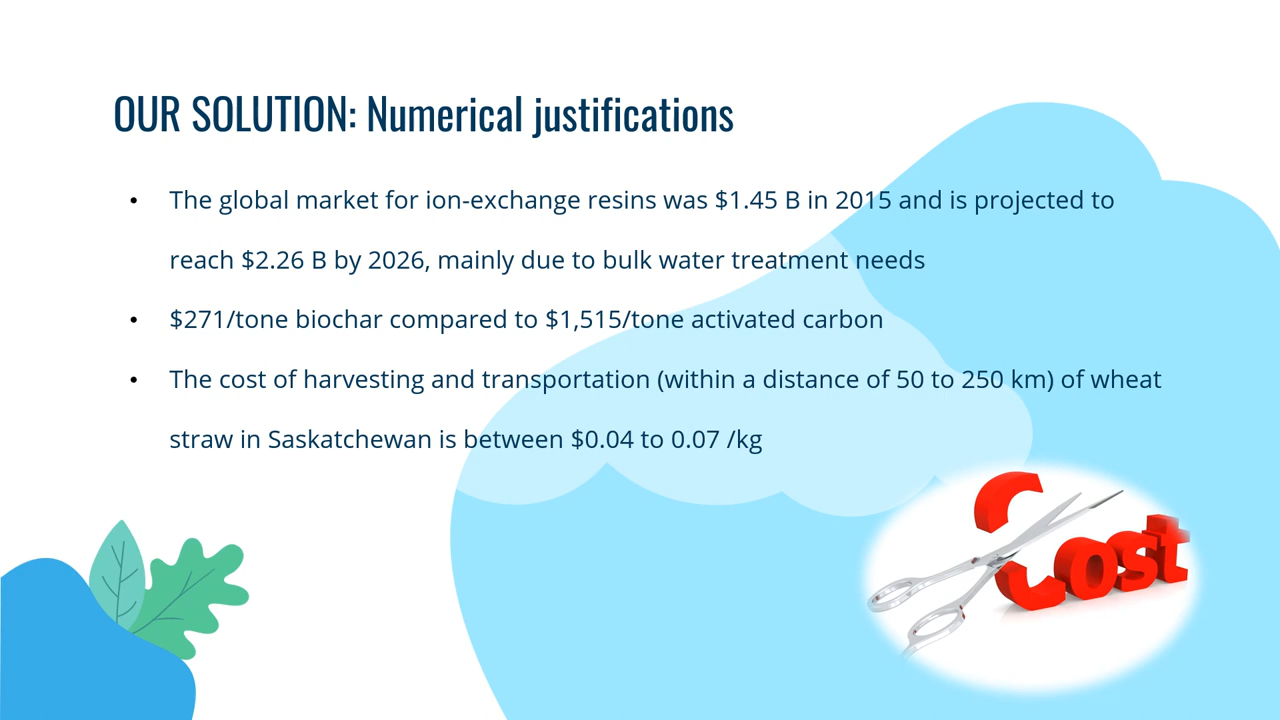 OUR SOLUTION: Numerical justifications
• The global market for ion-exchange resins was $1.45 B in 2015 and is projected to
reach $2.26 B by 2026, mainly due to bulk water treatment needs
• $271/tone biochar compared to $1,515/tone activated carbon
• The cost of harvesting and transportation (within a distance of 50 to 250 km) of wheat
straw in Saskatchewan is between $0.04 to 0.07 /kg
Cost